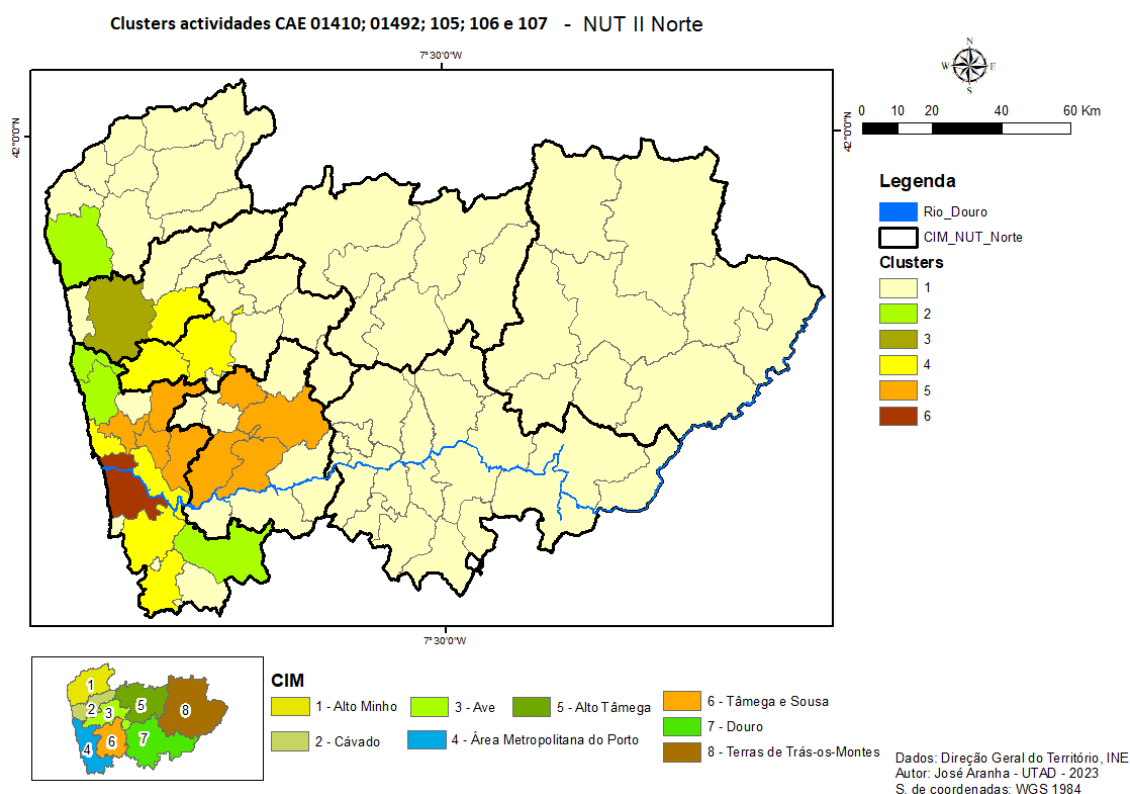 Clusters actividades CAE 01410; 01492; 105; 106 e 107 - NUT II Norte
7°30'0"W
N
W E
S
0 10 20 40 60 Km
42°0'0"N
42°0'0"N
Legenda
Rio_Douro
CIM_NUT_Norte
Clusters
1
2
3
4
5
6
7°30'0"W
1
2
3
4
5
6
7
8
CIM
1 - Alto Minho
3 - Ave
5 - Alto Tâmega
2 - Cávado
4 - Área Metropolitana do Porto
6 - Tâmega e Sousa
7 - Douro
8 - Terras de Trás-os-Montes
Dados: Direção Geral do Território, INE
Autor: José Aranha - UTAD - 2023
S. de coordenadas: WGS 1984